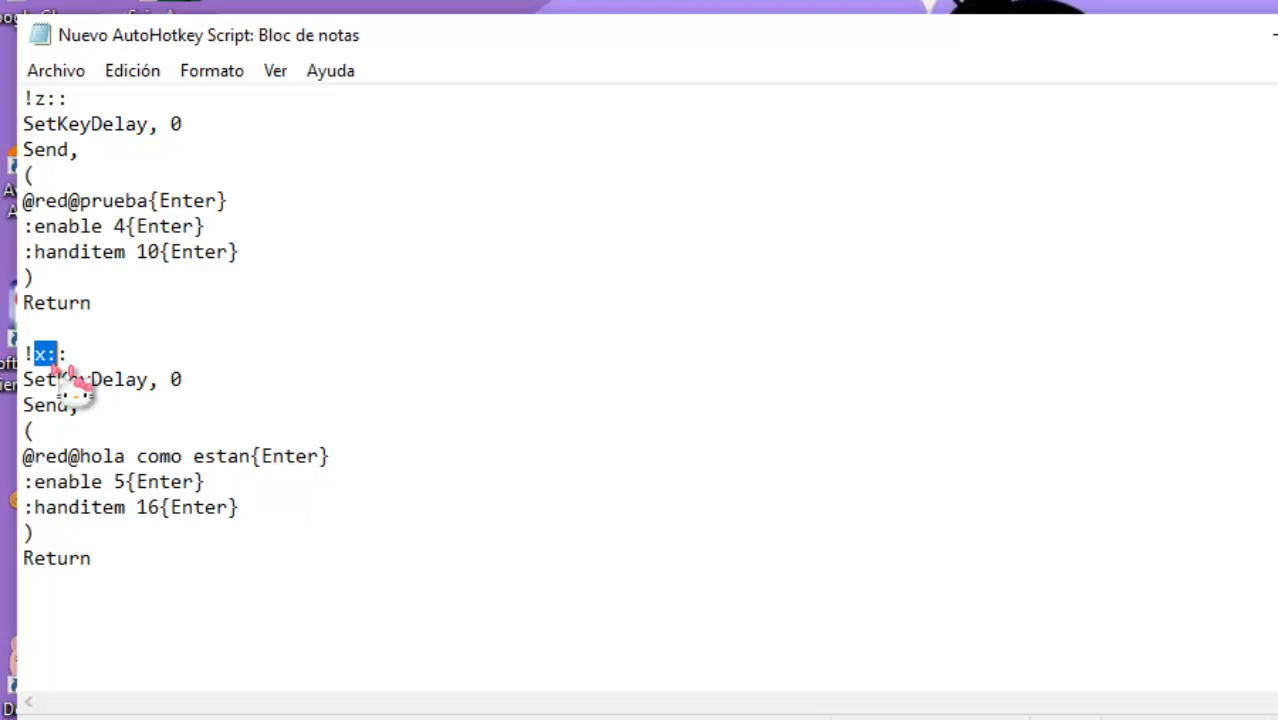 Nuevo AutoHotkey Script: Bloc de notas
Archivo Edición Formato Ver Ayuda
!z::
SetKeyDelay, 0
Send,
(
@red@prueba{Enter}
:enable 4{Enter}
:handitem 10{Enter}
)
Return
!x::
SetKeyDelay, 0
Send,
(
@red@hola como estan{Enter}
:enable 5{Enter}
:handitem 16{Enter}
)
Return